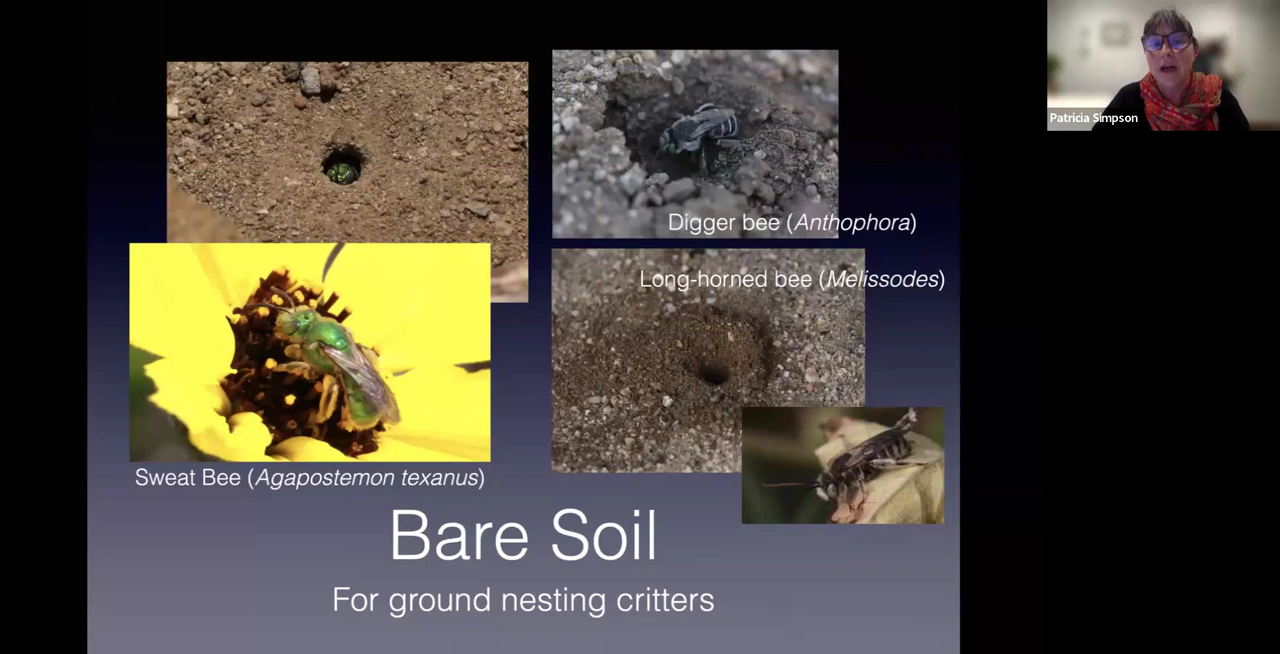 Patricia Simpson
Digger bee (Anthophora)
Long-horned bee (Melissodes)
Sweat Bee (Agapostemon texanus)
Bare Soil
For ground nesting critters